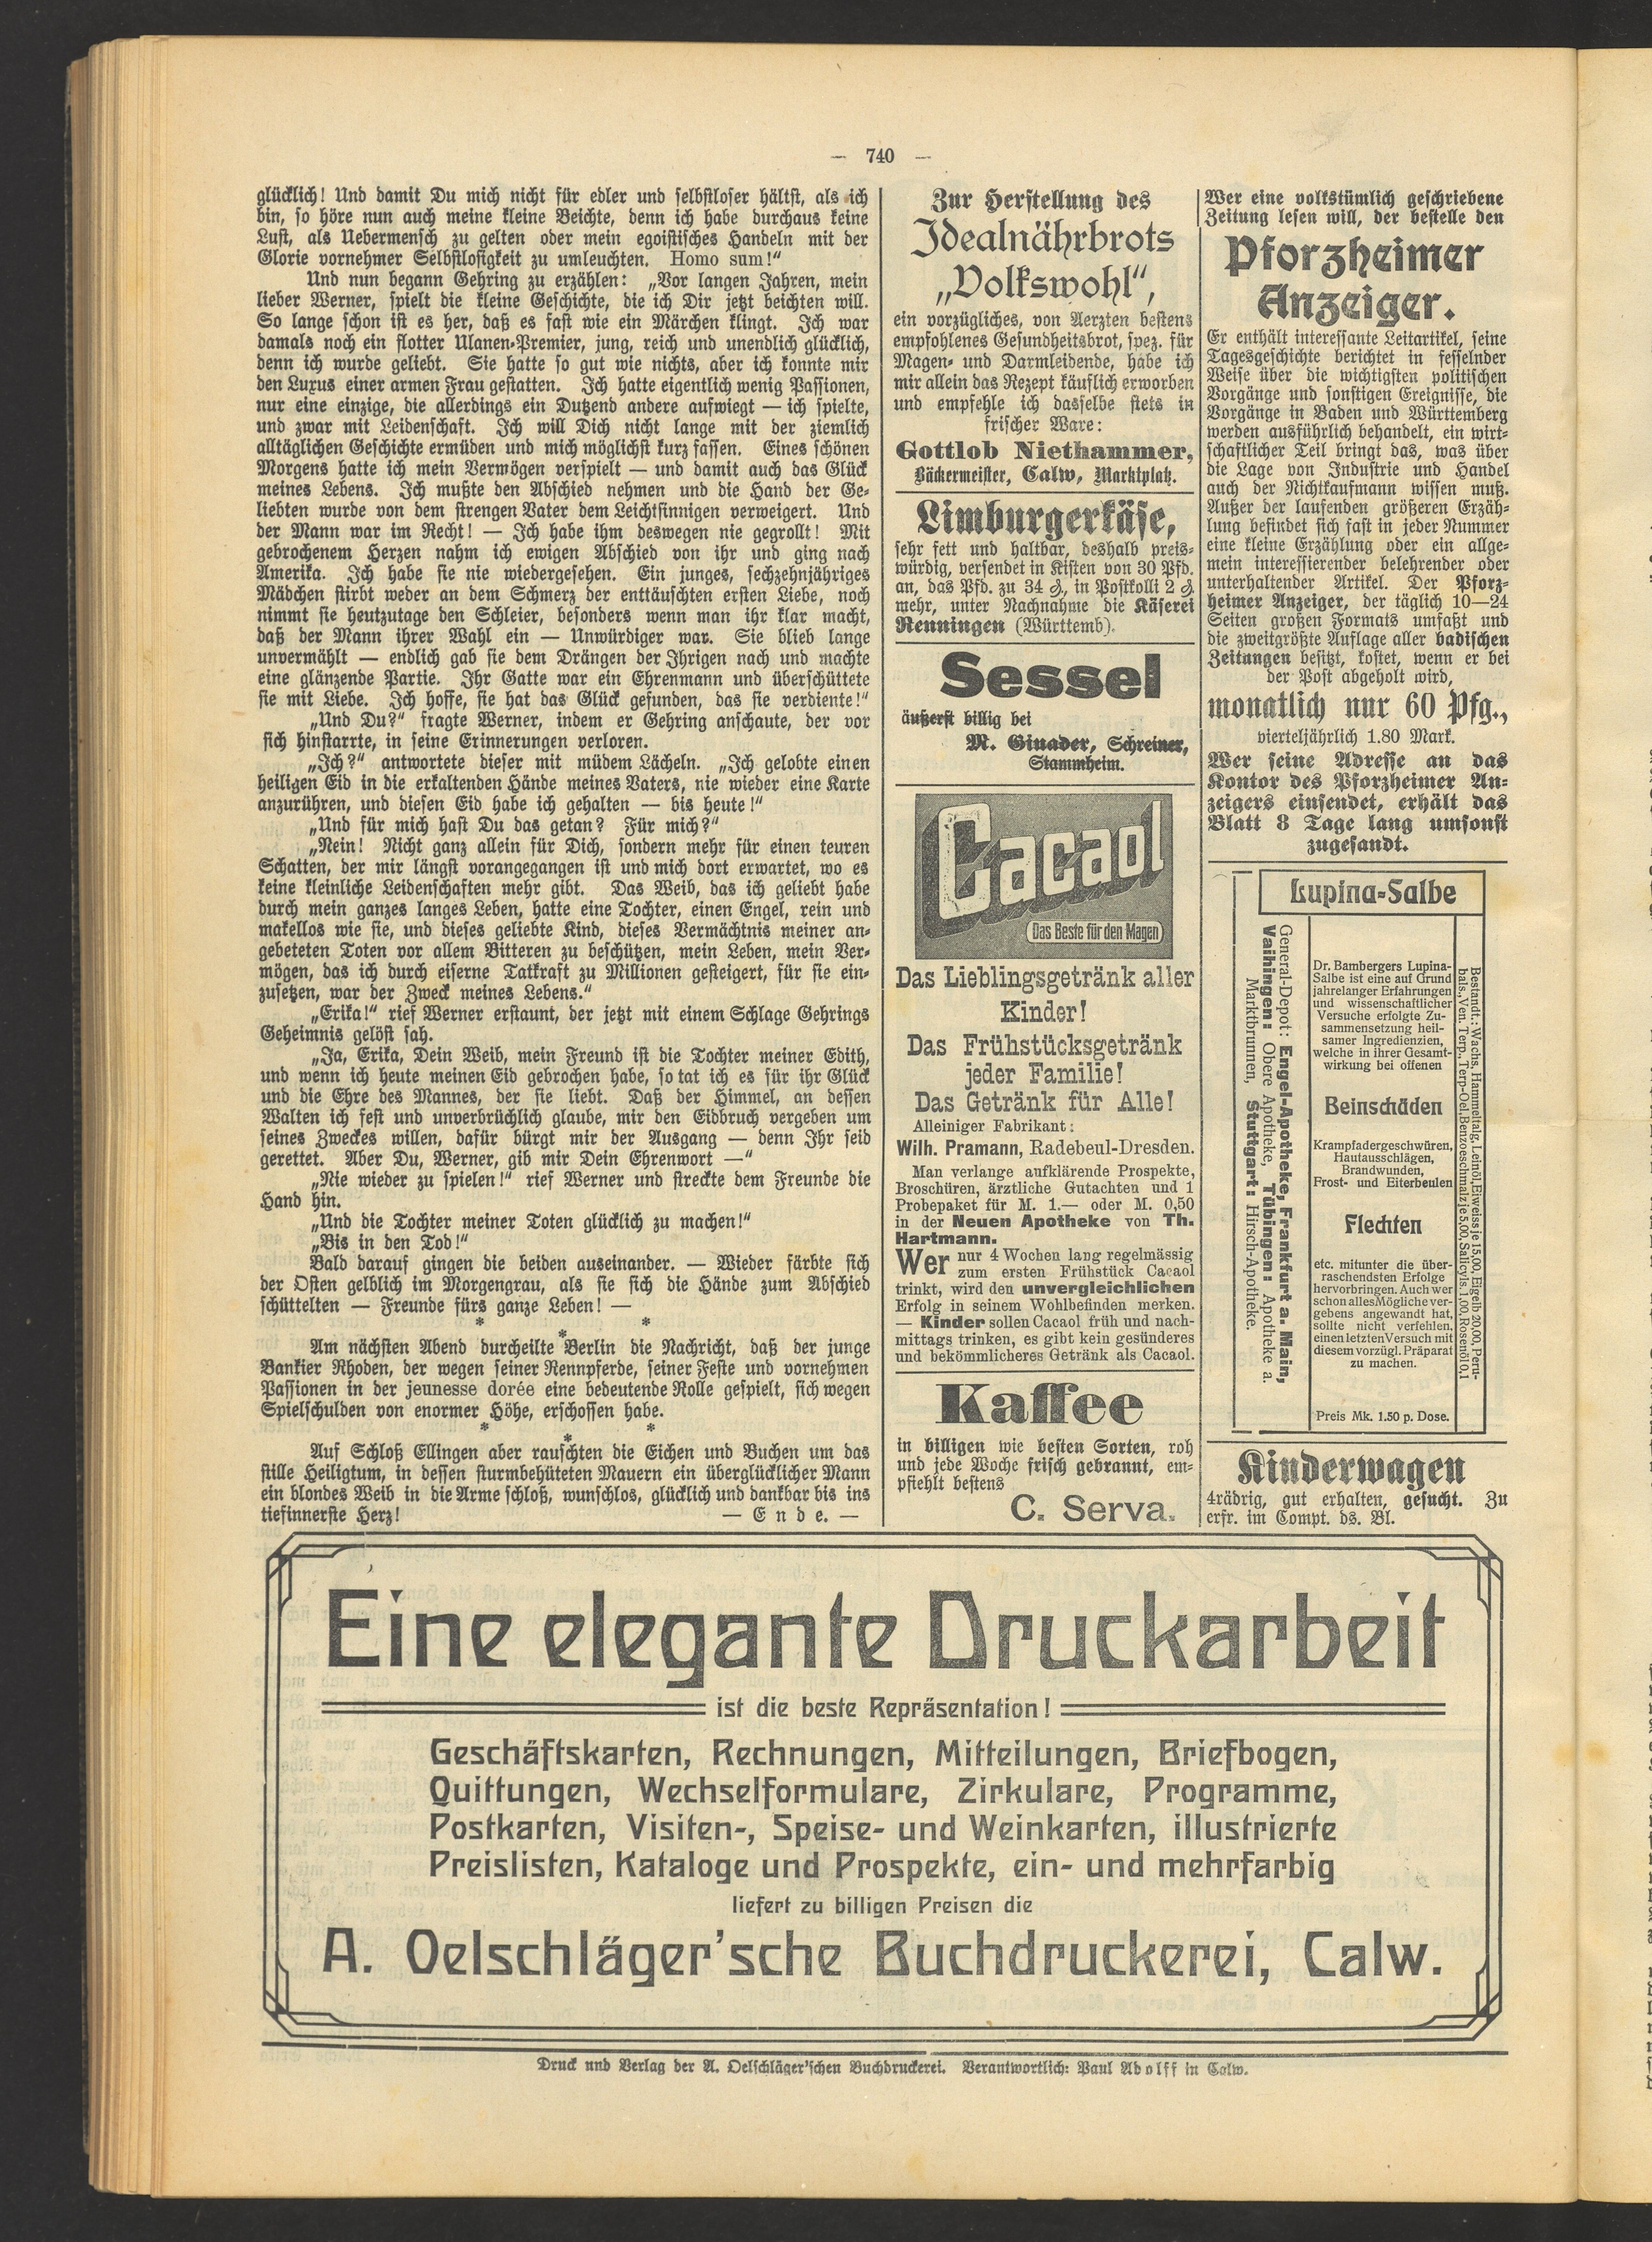 — 740 —
glücklich! Und damit Du mich nicht für edler und selbstloser hältst, als ich
bin, so höre nun auch meine kleine Beichte, denn ich habe durchaus keine
Lust, als Uebermensch zu gelten oder mein egoistisches Handeln mit der
Glorie vornehmer Selbstlosigkeit zu umleuchten. Homo sum!“
Und nun begann Gehring zu erzählen: „Vor langen Jahren, mein
lieber Werner, spielt die kleine Geschichte, die ich Dir jetzt beichten will.
So lange schon ist es her, daß es fast wie ein Märchen klingt. Ich war
damals noch ein flotter Ulanen-Premier, jung, reich und unendlich glücklich,
denn ich wurde geliebt. Sie hatte so gut wie nichts, aber ich konnte mir
den Luxus einer armen Frau gestatten. Ich hatte eigentlich wenig Passionen,
nur eine einzige, die allerdings ein Dutzend andere aufwiegt — ich spielte,
und zwar mit Leidenschaft. Ich will Dich nicht lange mit der ziemlich
alltäglichen Geschichte ermüden und mich möglichst kurz fassen. Eines schönen
Morgens hatte ich mein Vermögen verspielt — und damit auch das Glück
meines Lebens. Ich mußte den Abschied nehmen und die Hand der Ge-
liebten wurde von dem strengen Vater dem Leichtsinnigen verweigert. Und
der Mann war im Recht! — Ich habe ihm deswegen nie gegrollt! Mit
gebrochenem Herzen nahm ich ewigen Abschied von ihr und ging nach
Amerika. Ich habe sie nie wiedergesehen. Ein junges, sechzehnjähriges
Mädchen stirbt weder an dem Schmerz der enttäuschten ersten Liebe, noch
nimmt sie heutzutage den Schleier, besonders wenn man ihr klar macht,
daß der Mann ihrer Wahl ein — Unwürdiger war. Sie blieb lange
unvermählt — endlich gab sie dem Drängen der Ihrigen nach und machte
eine glänzende Partie. Ihr Gatte war ein Ehrenmann und überschüttete
sie mit Liebe. Ich hoffe, sie hat das Glück gefunden, das sie verdiente!“
„Und Du?“ fragte Werner, indem er Gehring anschaute, der vor
sich hinstarrte, in seine Erinnerungen verloren.
„Ich?“ antwortete dieser mit müdem Lächeln. „Ich gelobte einen
heiligen Eid in die erkaltenden Hände meines Vaters, nie wieder eine Karte
anzurühren, und diesen Eid habe ich gehalten — bis heute!“
„Und für mich hast Du das getan? Für mich?“
„Nein! Nicht ganz allein für Dich, sondern mehr für einen teuren
Schatten, der mir längst vorangegangen ist und mich dort erwartet, wo es
keine kleinliche Leidenschaften mehr gibt. Das Weib, das ich geliebt habe
durch mein ganzes langes Leben, hatte eine Tochter, einen Engel, rein und
makellos wie sie, und dieses geliebte Kind, dieses Vermächtnis meiner an-
gebeteten Toten vor allem Bitteren zu beschützen, mein Leben, mein Ver-
mögen, das ich durch eiserne Tatkraft zu Millionen gesteigert, für sie ein-
zusetzen, war der Zweck meines Lebens.“
„Erika!“ rief Werner erstaunt, der jetzt mit einem Schlage Gehrings
Geheimnis gelöst sah.
„Ja, Erika, Dein Weib, mein Freund ist die Tochter meiner Edith,
und wenn ich heute meinen Eid gebrochen habe, so tat ich es für ihr Glück
und die Ehre des Mannes, der sie liebt. Daß der Himmel, an dessen
Walten ich fest und unverbrüchlich glaube, mir den Eidbruch vergeben um
seines Zweckes willen, dafür bürgt mir der Ausgang — denn Ihr seid
gerettet. Aber Du, Werner, gib mir Dein Ehrenwort —“
„Nie wieder zu spielen!“ rief Werner und streckte dem Freunde die
Hand hin.
„Und die Tochter meiner Toten glücklich zu machen!“
„Bis in den Tod!“
Bald darauf gingen die beiden auseinander. — Wieder färbte sich
der Osten gelblich im Morgengrau, als sie sich die Hände zum Abschied
schüttelten — Freunde fürs ganze Leben! —
* * *
Am nächsten Abend durcheilte Berlin die Nachricht, daß der junge
Bankier Rhoden, der wegen seiner Rennpferde, seiner Feste und vornehmen
Passionen in der jeunesse dorée eine bedeutende Rolle gespielt, sich wegen
Spielschulden von enormer Höhe, erschossen habe.
* * *
Auf Schloß Ellingen aber rauschten die Eichen und Buchen um das
stille Heiligtum, in dessen sturmbehüteten Mauern ein überglücklicher Mann
ein blondes Weib in die Arme schloß, wunschlos, glücklich und dankbar bis ins
tiefinnerste Herz! — Ende. —
Zur Herstellung des
Idealnährbrots
„Volkswohl“,
ein vorzügliches, von Aerzten bestens
empfohlenes Gesundheitsbrot, spez. für
Magen- und Darmleidende, habe ich
mir allein das Rezept käuflich erworben
und empfehle ich dasselbe stets in
frischer Ware:
Gottlob Niethammer,
Bäckermeister, Calw, Marktplatz.
Limburgerkäse,
sehr fett und haltbar, deshalb preis-
würdig, versendet in Kisten von 30 Pfd.
an, das Pfd. zu 34 ₰, in Postkolli 2 ₰
mehr, unter Nachnahme die Käserei
Renningen (Württemb).
Sessel
äußerst billig bei
M. Ginader, Schreiner,
Stammheim.
Cacaol
Das Beste für den Magen
Das Lieblingsgetränk aller
Kinder!
Das Frühstücksgetränk
jeder Familie!
Das Getränk für Alle!
Alleiniger Fabrikant:
Wilh. Pramann, Radebeul-Dresden.
Man verlange aufklärende Prospekte,
Broschüren, ärztliche Gutachten und 1
Probepaket für M. 1.— oder M. 0,50
in der Neuen Apotheke von Th.
Hartmann.
Wer nur 4 Wochen lang regelmässig
zum ersten Frühstück Cacaol
trinkt, wird den unvergleichlichen
Erfolg in seinem Wohlbefinden merken.
— Kinder sollen Cacaol früh und nach-
mittags trinken, es gibt kein gesünderes
und bekömmlicheres Getränk als Cacaol.
Kaffee
in billigen wie besten Sorten, roh
und jede Woche frisch gebrannt, em-
pfiehlt bestens
C. Serva.
Wer eine volkstümlich geschriebene
Zeitung lesen will, der bestelle den
Pforzheimer
Anzeiger.
Er enthält interessante Leitartikel, seine
Tagesgeschichte berichtet in fesselnder
Weise über die wichtigsten politischen
Vorgänge und sonstigen Ereignisse, die
Vorgänge in Baden und Württemberg
werden ausführlich behandelt, ein wirt-
schaftlicher Teil bringt das, was über
die Lage von Industrie und Handel
auch der Nichtkaufmann wissen muß.
Außer der laufenden größeren Erzäh-
lung befindet sich fast in jeder Nummer
eine kleine Erzählung oder ein allge-
mein interessierender belehrender oder
unterhaltender Artikel. Der Pforz-
heimer Anzeiger, der täglich 10—24
Seiten großen Formats umfaßt und
die zweitgrößte Auflage aller badischen
Zeitungen besitzt, kostet, wenn er bei
der Post abgeholt wird,
monatlich nur 60 Pfg.,
vierteljährlich 1.80 Mark.
Wer seine Adresse an das
Kontor des Pforzheimer An-
zeigers einsendet, erhält das
Blatt 8 Tage lang umsonst
zugesandt.
Lupina-Salbe
General-Depot: Engel-Apotheke, Frankfurt a. Main,
Vaihingen: Obere Apotheke, Tübingen: Apotheke a.
Marktbrunnen, Stuttgart: Hirsch-Apotheke.
Dr. Bambergers Lupina-
Salbe ist eine auf Grund
jahrelanger Erfahrungen
und wissenschaftlicher
Versuche erfolgte Zu-
sammensetzung heil-
samer Ingredienzien,
welche in ihrer Gesamt-
wirkung bei offenen
Beinschäden
Krampfadergeschwüren,
Hautausschlägen,
Brandwunden,
Frost- und Eiterbeulen
Flechten
etc. mitunter die über-
raschendsten Erfolge
hervorbringen. Auch wer
schon alles Mögliche ver-
gebens angewandt hat,
sollte nicht verfehlen,
einen letzten Versuch mit
diesem vorzügl. Präparat
zu machen.
Preis Mk. 1.50 p. Dose.
Bestandt.: Wachs, Hammeltalg, Leinöl, Eiweiss je 15,00, Eigelb 20,00, Peru-
bals., Ven. Terp., Terp-Oel, Benzoeschmalz je 5,00, Salicyls. 1,00, Rosenöl 0,1
Kinderwagen
4rädrig, gut erhalten, gesucht. Zu
erfr. im Compt. ds. Bl.
Eine elegante Druckarbeit
ist die beste Repräsentation!
Geschäftskarten, Rechnungen, Mitteilungen, Briefbogen,
Quittungen, Wechselformulare, Zirkulare, Programme,
Postkarten, Visiten-, Speise- und Weinkarten, illustrierte
Preislisten, Kataloge und Prospekte, ein- und mehrfarbig
liefert zu billigen Preisen die
A. Oelschläger'sche Buchdruckerei, Calw.
Druck und Verlag der A. Oelschläger'schen Buchdruckerei. Verantwortlich: Paul Adolff in Calw.